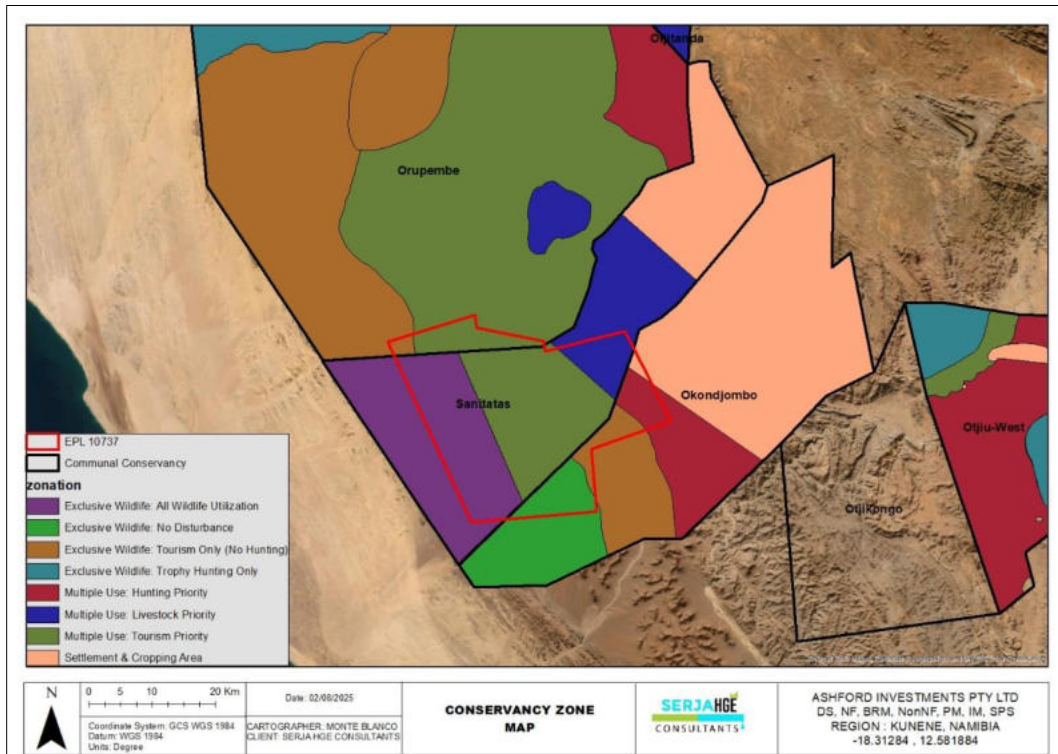 Otjitanda
Orupembe
Sanitatas
Okondjombo
Otjiu-West
Otjikongo
EPL 10737
Communal Conservancy
zonation
Exclusive Wildlife: All Wildlife Utilization
Exclusive Wildlife: No Disturbance
Exclusive Wildlife: Tourism Only (No Hunting)
Exclusive Wildlife: Trophy Hunting Only
Multiple Use: Hunting Priority
Multiple Use: Livestock Priority
Multiple Use: Tourism Priority
Settlement & Cropping Area
N
0 5 10 20 Km
Coordinate System: GCS WGS 1984
Datum: WGS 1984
Units: Degree
Date: 02/08/2025
CARTOGRAPHER: MONTE BLANCO
CLIENT: SERJA HGE CONSULTANTS
CONSERVANCY ZONE
MAP
SERJAHGE
CONSULTANTS
ASHFORD INVESTMENTS PTY LTD
DS, NF, BRM, NonNF, PM, IM, SPS
REGION : KUNENE, NAMIBIA
-18.31284 , 12.581884